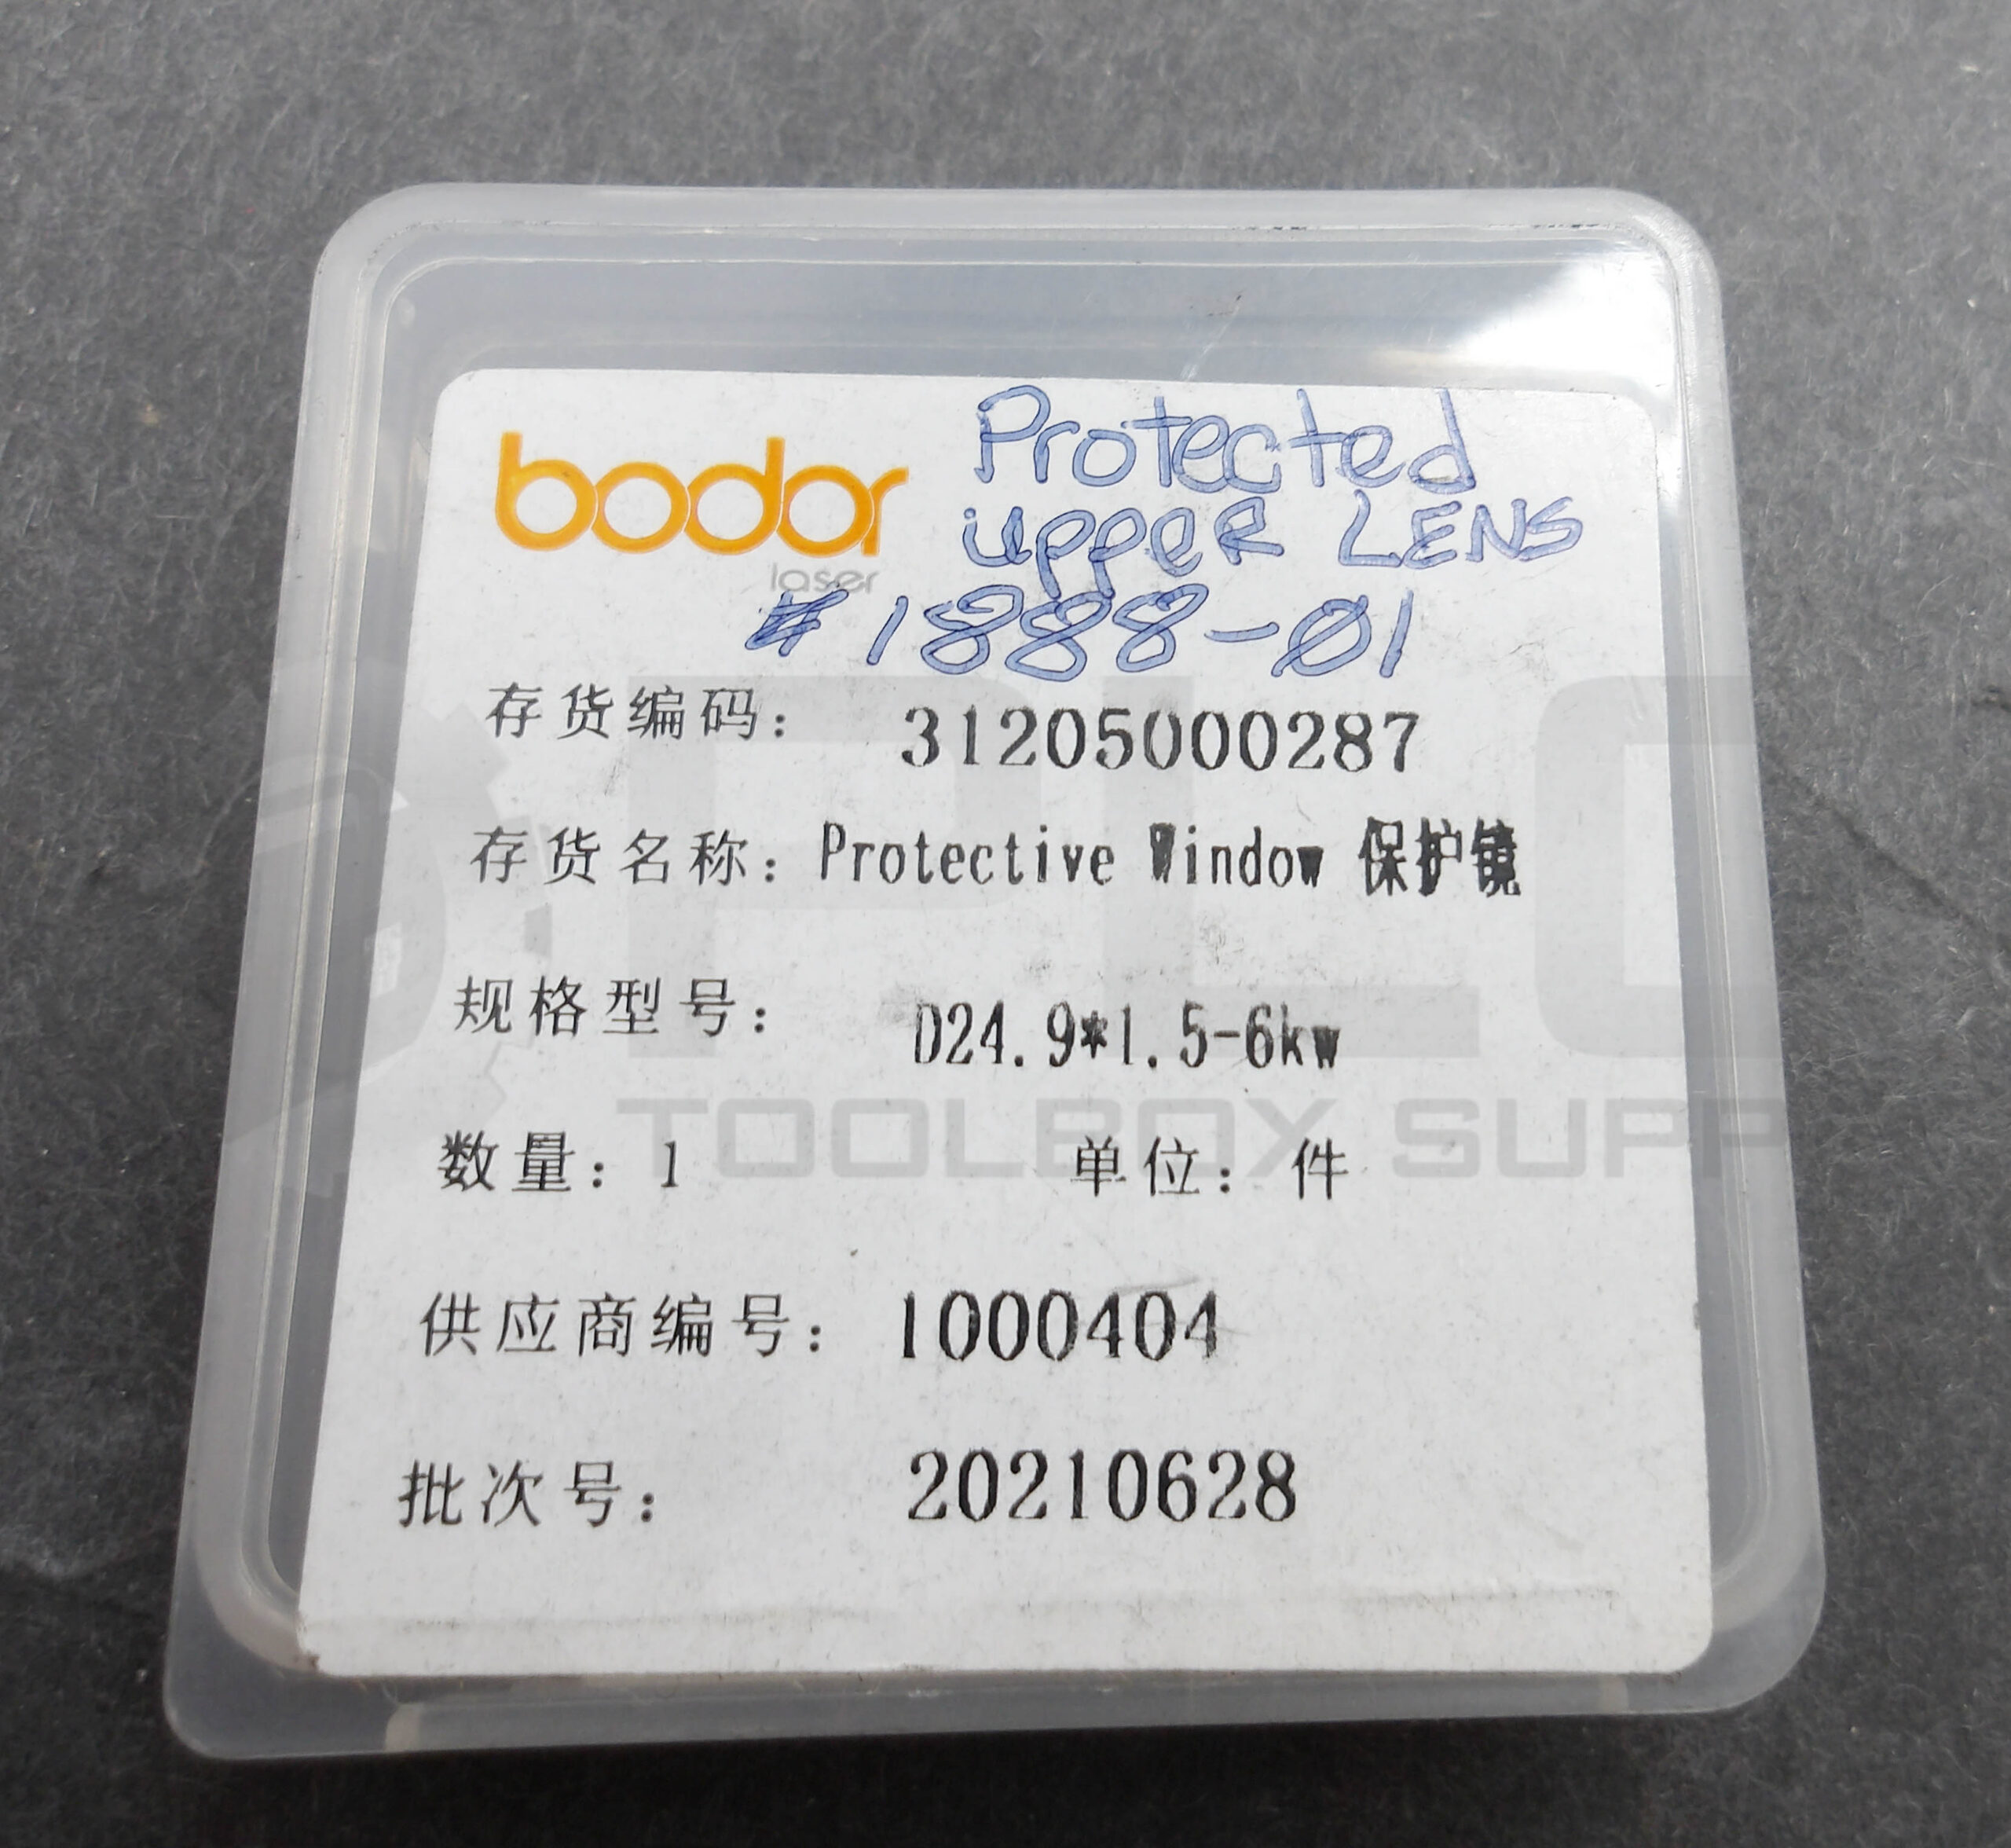 bodor
laser
Protected
upper LENS
#1888-01
存货编码: 31205000287
存货名称: Protective Window 保护镜
规格型号: D24.9*1.5-6kw
数量: 1 单位: 件
供应商编号: 1000404
批次号: 20210628
PLC
TOOLBOX SUPP